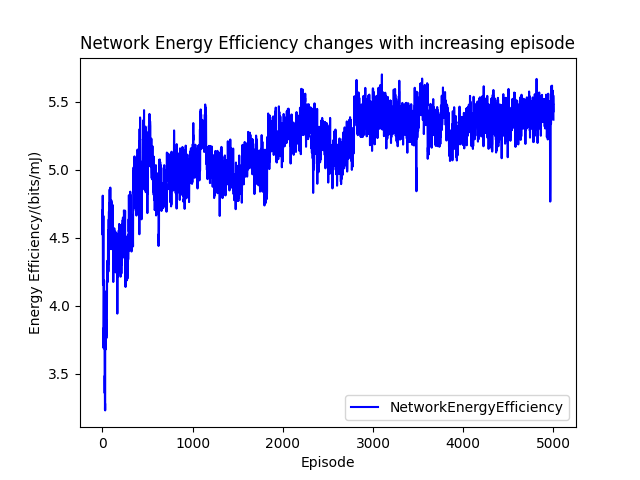 Network Energy Efficiency changes with increasing episode
Energy Efficiency/(bits/mJ)
5.5
5.0
4.5
4.0
3.5
NetworkEnergyEfficiency
0 1000 2000 3000 4000 5000
Episode